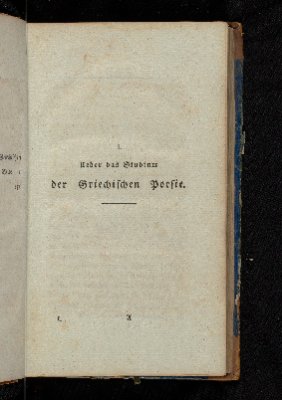 I.
Ueber das Studium
der Griechischen Poesie.
I. A